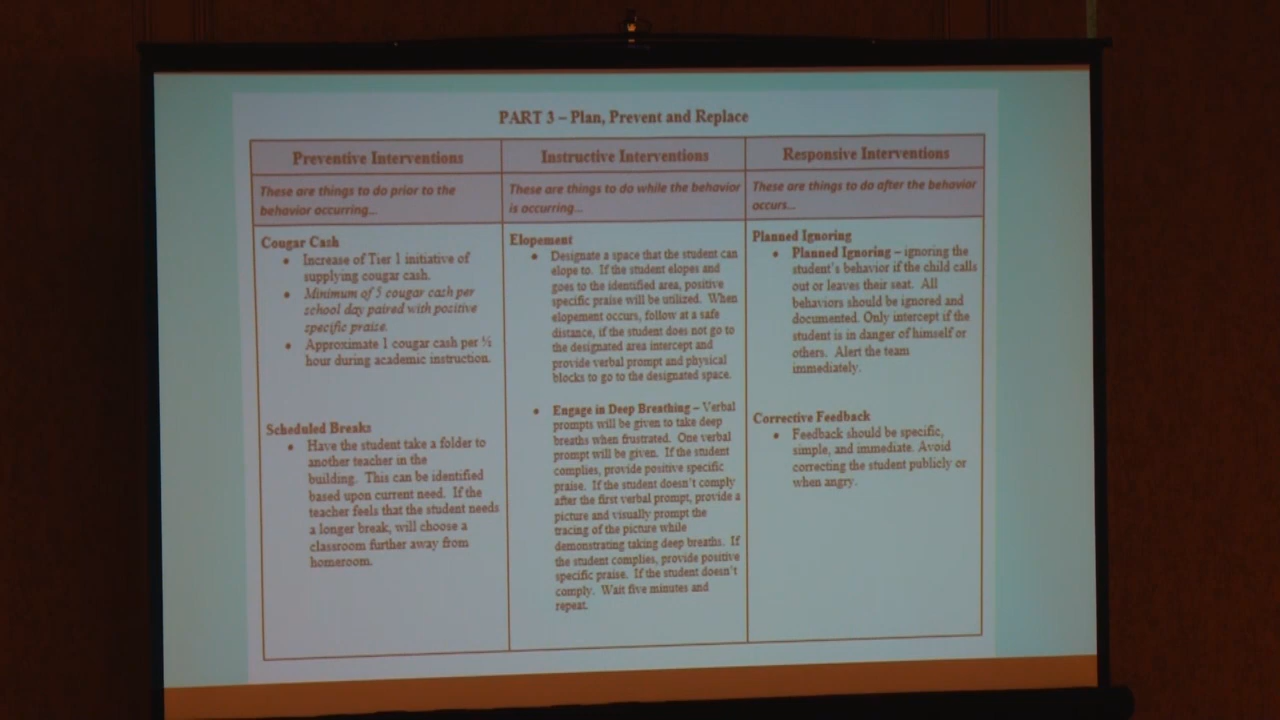 PART 3 – Plan, Prevent and Replace
Preventive Interventions
These are things to do prior to the
behavior occurring...
Cougar Cash
• Increase of Tier 1 initiative of
supplying cougar cash.
• Minimum of 5 cougar cash per
school day paired with positive
specific praise.
• Approximate 1 cougar cash per ½
hour during academic instruction.
Scheduled Breaks
• Have the student take a folder to
another teacher in the
building. This can be identified
based upon current need. If the
teacher feels that the student needs
a longer break, will choose a
classroom further away from
homeroom.
Instructive Interventions
These are things to do while the behavior
is occurring...
Elopement
• Designate a space that the student can
elope to. If the student elopes and
goes to the identified area, positive
specific praise will be unlized. When
elopement occurs, follow at a safe
distance, if the student does not go to
the designated area intercept and
provide verbal prompt and physical
blocks to go to the designated space.
• Engage in Deep Breathing – Verbal
prompts will be given to take deep
breaths when frustrated. One verbal
prompt will be given. If the student
complies, provide positive specific
praise. If the student doesn't comply
after the first verbal prompt, provide a
picture and visually prompt the
tracing of the picture while
demonstrating taking deep breaths. If
the student complies, provide positive
specific praise. If the student doesn't
comply. Wait five minutes and
repeat.
Responsive Interventions
These are things to do after the behavior
occurs...
Planned Ignoring
• Planned Ignoring – ignoring the
student's behavior if the child calls
out or leaves their seat. All
behaviors should be ignored and
documented. Only intercept if the
student is in danger of himself or
others. Alert the team
immediately.
Corrective Feedback
• Feedback should be specific,
simple, and immediate. Avoid
correcting the student publicly or
when angry.